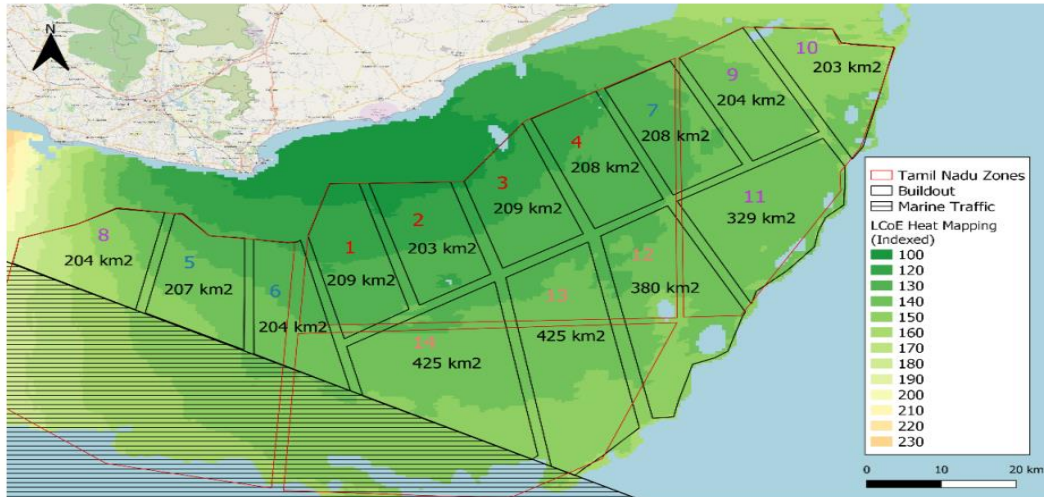 N
10
203 km2
9
204 km2
7
208 km2
4
208 km2
3
209 km2
11
329 km2
2
203 km2
1
209 km2
8
204 km2
5
207 km2
6
204 km2
12
380 km2
13
425 km2
14
425 km2
Tamil Nadu Zones
Buildout
Marine Traffic
LCoE Heat Mapping
(Indexed)
100
120
130
140
150
160
170
180
190
200
210
220
230
0 10 20 km